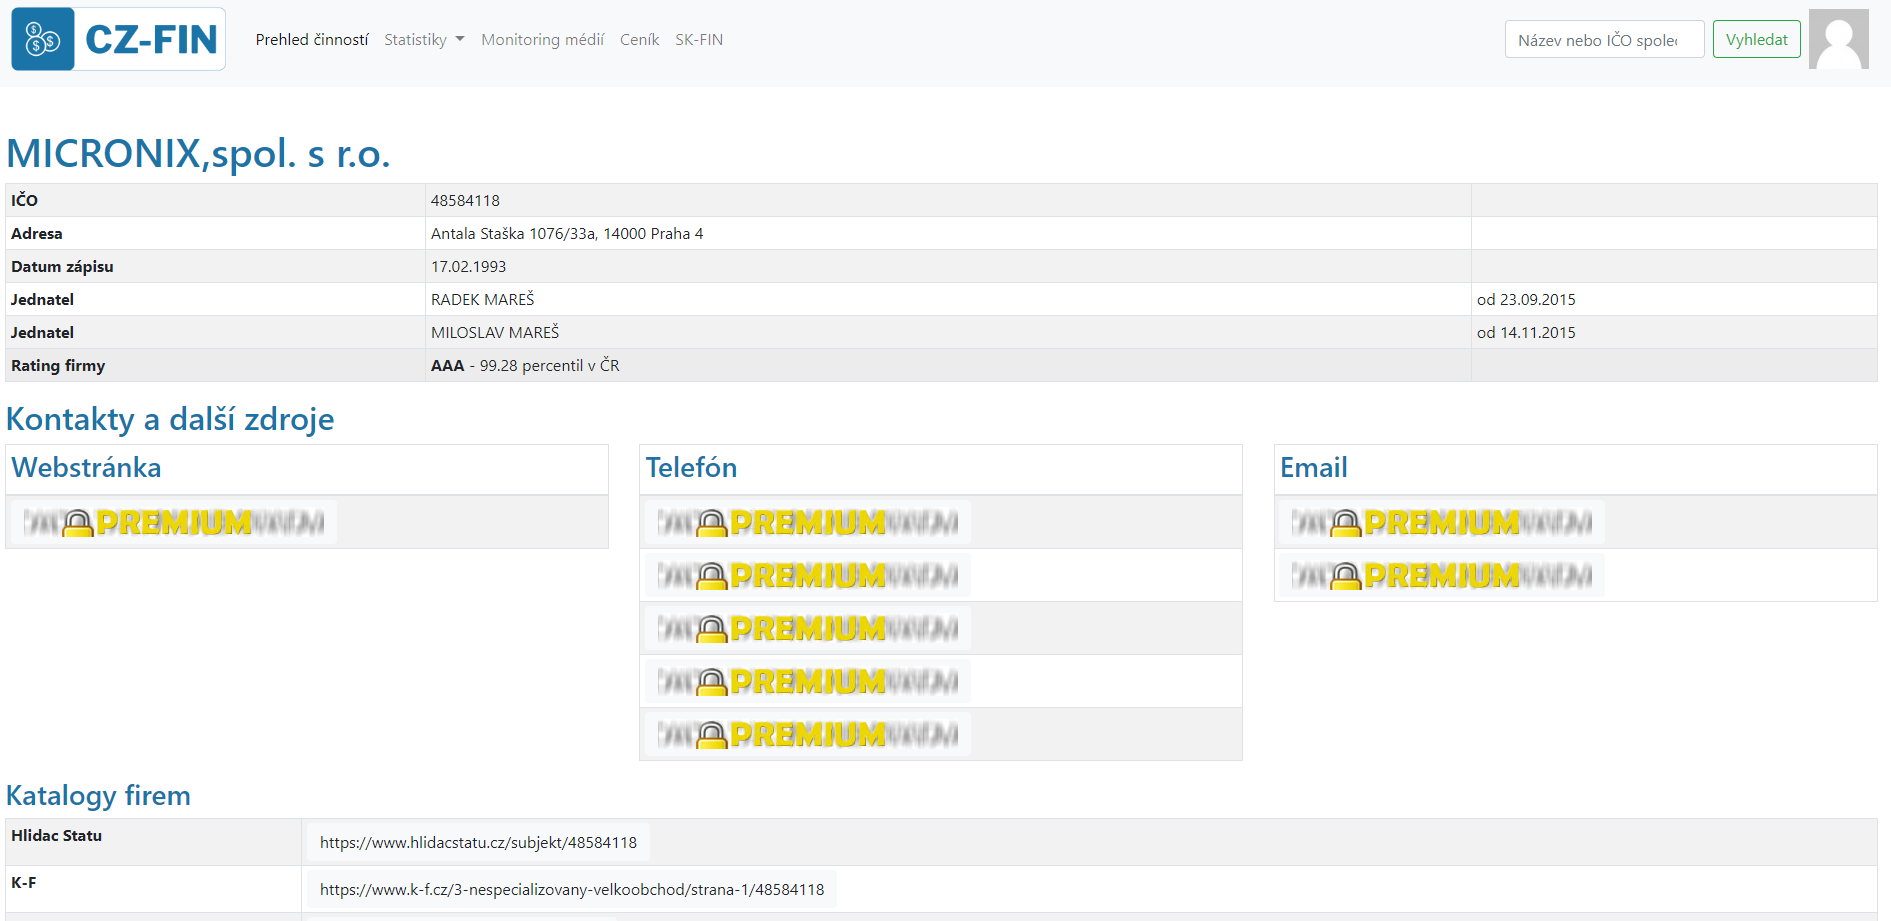 CZ-FIN
Prehled činností Statistiky Monitoring médií Ceník SK-FIN
Název nebo IČO spole
Vyhledat
MICRONIX,spol. s r.o.
IČO 48584118
Adresa Antala Staška 1076/33a, 14000 Praha 4
Datum zápisu 17.02.1993
Jednatel RADEK MAREŠ od 23.09.2015
Jednatel MILOSLAV MAREŠ od 14.11.2015
Rating firmy AAA - 99.28 percentil v ČR
Kontakty a další zdroje
Webstránka Telefón Email
PREMIUM PREMIUM PREMIUM
PREMIUM PREMIUM
PREMIUM
PREMIUM
PREMIUM
Katalogy firem
Hlidac Statu https://www.hlidacstatu.cz/subjekt/48584118
K-F https://www.k-f.cz/3-nespecializovany-velkoobchod/strana-1/48584118